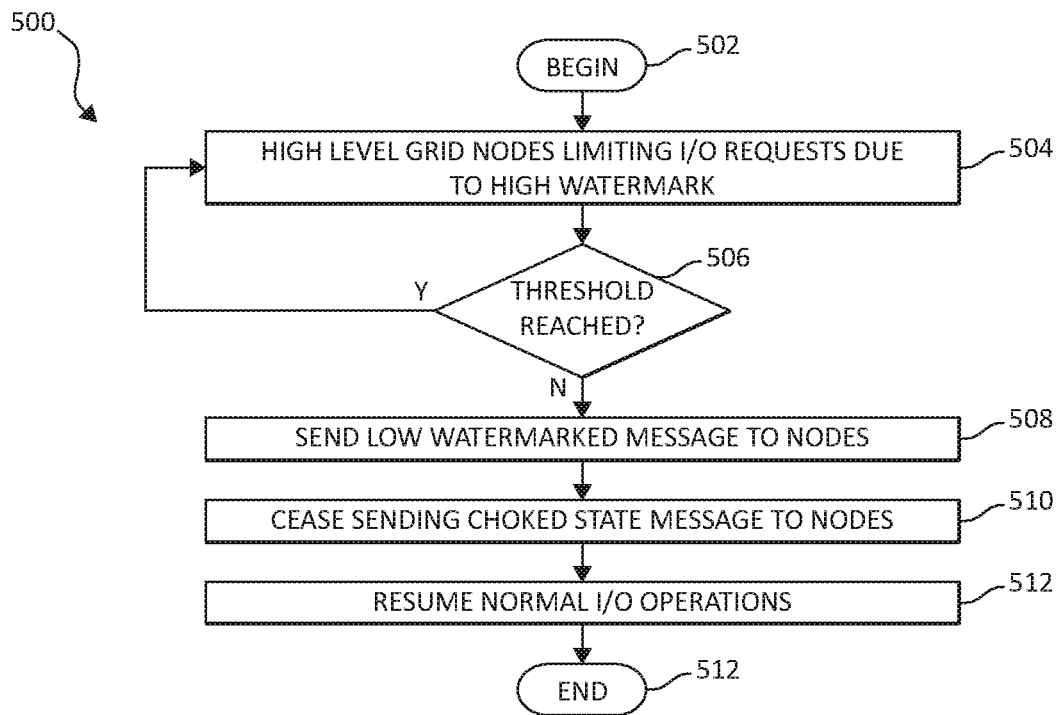 500
BEGIN
502
HIGH LEVEL GRID NODES LIMITING I/O REQUESTS DUE
TO HIGH WATERMARK
504
THRESHOLD
REACHED?
506
Y
N
SEND LOW WATERMARKED MESSAGE TO NODES
508
CEASE SENDING CHOKED STATE MESSAGE TO NODES
510
RESUME NORMAL I/O OPERATIONS
512
END
512